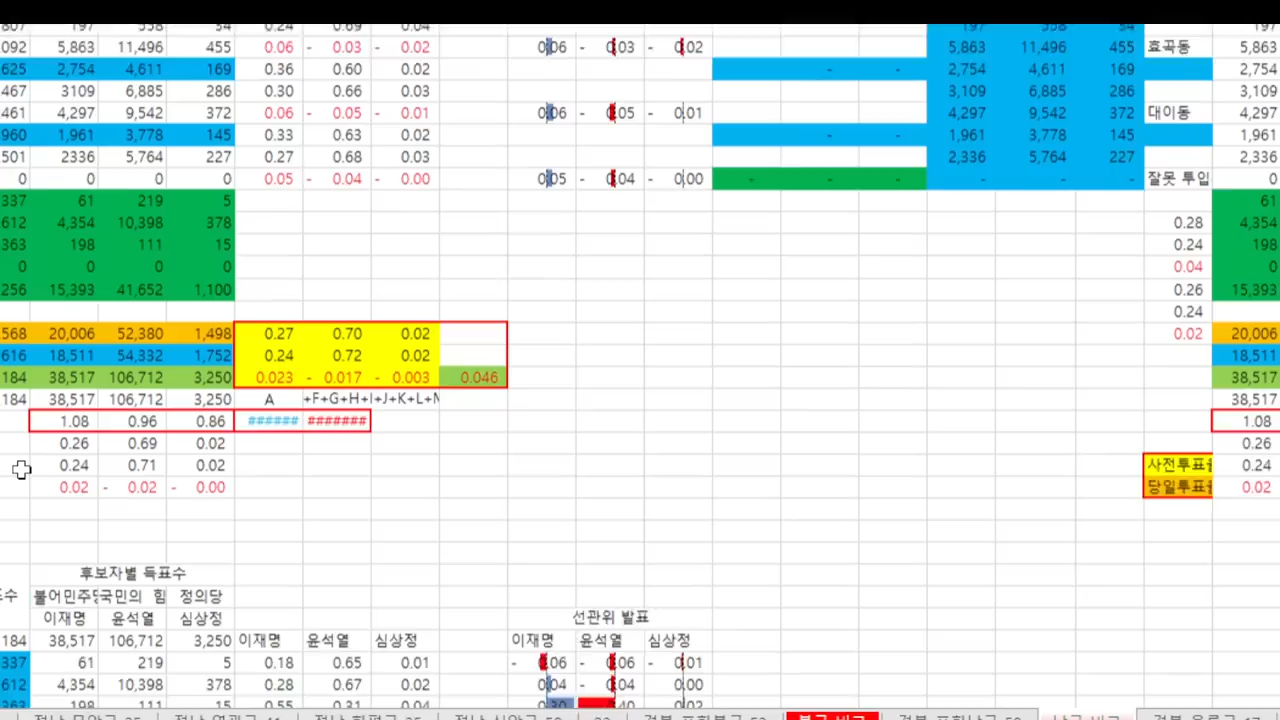 092 5,863 11,496 455 0.06 - 0.03 - 0.02 0.06 - 0.03 - 0.02 5,863 11,496 455 효곡동 5,863
625 2,754 4,611 169 0.36 0.60 0.02 - - 2,754 4,611 169 2,754
467 3109 6,885 286 0.30 0.66 0.03 3,109 6,885 286 3,109
461 4,297 9,542 372 0.06 - 0.05 - 0.01 0.06 - 0.05 - 0.01 4,297 9,542 372 대이동 4,297
960 1,961 3,778 145 0.33 0.63 0.02 - - 1,961 3,778 145 1,961
501 2336 5,764 227 0.27 0.68 0.03 2,336 5,764 227 2,336
0 0 0 0 0.05 - 0.04 - 0.00 0.05 - 0.04 - 0.00 - - - - - - 잘못 투입 0
337 61 219 5 61
612 4,354 10,398 378 0.28 4,354
363 198 111 15 0.24 198
0 0 0 0 0.04 0
256 15,393 41,652 1,100 0.26 15,393
0.24
568 20,006 52,380 1,498 0.27 0.70 0.02 0.02 20,006
616 18,511 54,332 1,752 0.24 0.72 0.02 18,511
184 38,517 106,712 3,250 0.023 - 0.017 - 0.003 0.046 38,517
184 38,517 106,712 3,250 A +F+G+H+I+J+K+L+M 38,517
1.08 0.96 0.86 ###### ####### 1.08
0.26 0.69 0.02 0.26
0.24 0.71 0.02 사전투표율 0.24
0.02 - 0.02 - 0.00 당일투표율 0.02
후보자별 득표수
불어민주당 국민의 힘 정의당
이재명 윤석열 심상정 선관위 발표
184 38,517 106,712 3,250 이재명 윤석열 심상정 이재명 윤석열 심상정
337 61 219 5 0.18 0.65 0.01 - 0.06 - 0.06 - 0.01
612 4,354 10,398 378 0.28 0.67 0.02 0.04 - 0.04 0.00
363 198 111 15 0.55 0.31 0.04